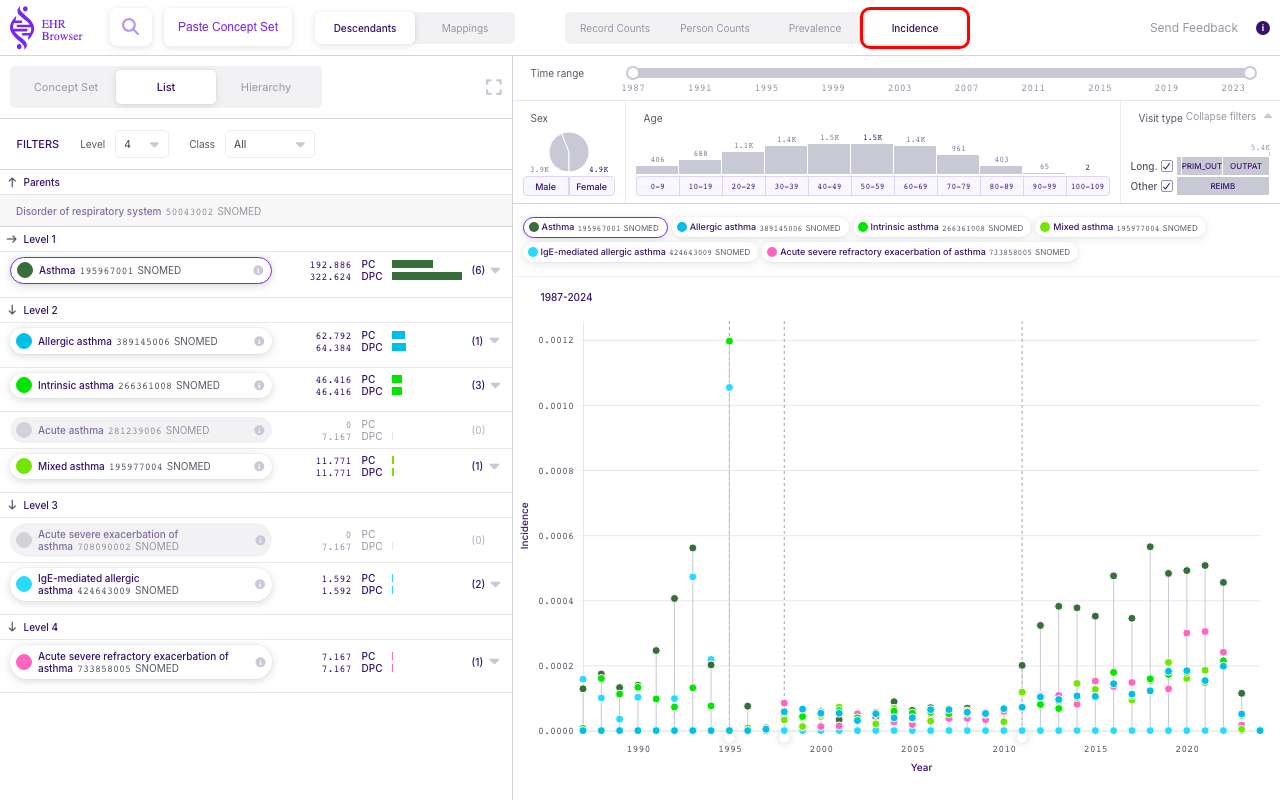 EHR
Browser
Paste Concept Set
Descendants
Mappings
Record Counts
Person Counts
Prevalence
Incidence
Send Feedback
i
Concept Set
List
Hierarchy
FILTERS
Level
4
Class
All
Parents
Disorder of respiratory system 50043002 SNOMED
Level 1
Asthma 195967001 SNOMED
192.886 PC
322.624 DPC
(6)
Level 2
Allergic asthma 389145006 SNOMED
62.792 PC
64.384 DPC
(1)
Intrinsic asthma 266361008 SNOMED
46.416 PC
46.416 DPC
(3)
Acute asthma 281239006 SNOMED
0 PC
7.167 DPC
(0)
Mixed asthma 195977004 SNOMED
11.771 PC
11.771 DPC
(1)
Level 3
Acute severe exacerbation of
asthma 708090002 SNOMED
0 PC
7.167 DPC
(0)
IgE-mediated allergic
asthma 424643009 SNOMED
1.592 PC
1.592 DPC
(2)
Level 4
Acute severe refractory exacerbation of
asthma 733858005 SNOMED
7.167 PC
7.167 DPC
(1)
Time range
1987 1991 1995 1999 2003 2007 2011 2015 2019 2023
Sex
3.9K 4.9K
Male Female
Age
406 688 1.1K 1.4K 1.5K 1.5K 1.4K 961 403 65 2
0-9 10-19 20-29 30-39 40-49 50-59 60-69 70-79 80-89 90-99 100-109
Visit type
Collapse filters
5.4K
Long. PRIM_OUT OUTPAT
Other REIMB
Asthma 195967001 SNOMED
Allergic asthma 389145006 SNOMED
Intrinsic asthma 266361008 SNOMED
Mixed asthma 195977004 SNOMED
IgE-mediated allergic asthma 424643009 SNOMED
Acute severe refractory exacerbation of asthma 733858005 SNOMED
1987-2024
0.0012
0.0010
0.0008
0.0006
0.0004
0.0002
0.0000
Incidence
1990 1995 2000 2005 2010 2015 2020
Year